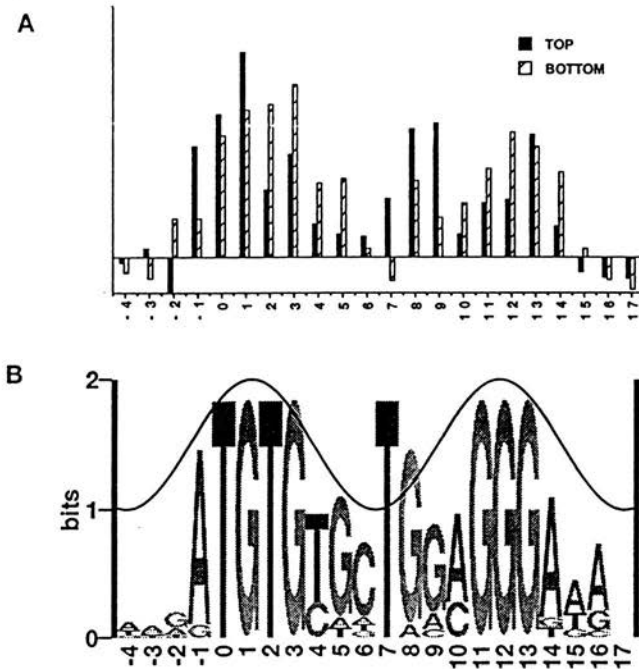 A
TOP
BOTTOM
-4 -3 -2 -1 0 1 2 3 4 5 6 7 8 9 10 11 12 13 14 15 16 17
B
2
bits
1
0
A A G A T G T G T G C T G G A G G G A A A
C A A A A C T T G
-4 -3 -2 -1 0 1 2 3 4 5 6 7 8 9 10 11 12 13 14 15 16 17